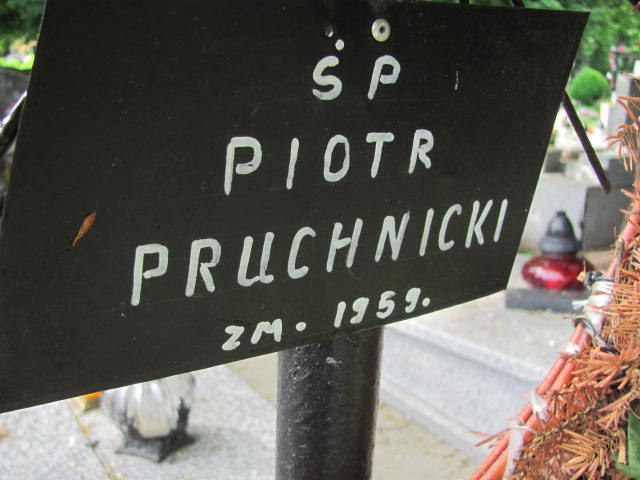 ŚP
PIOTR
PRUCHNICKI
ZM. 1959.